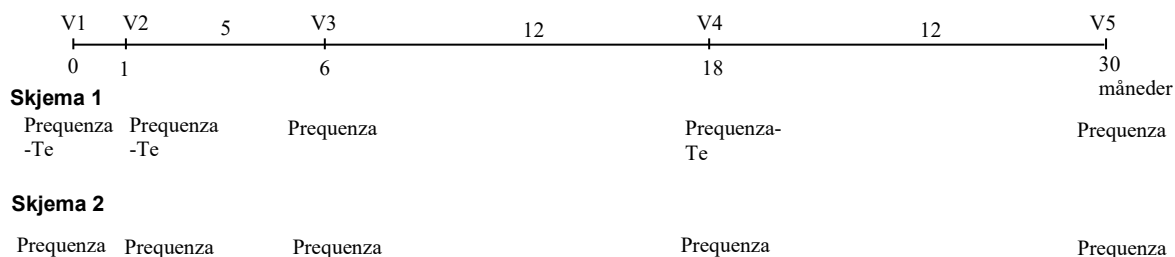 V1 V2 5 V3 12 V4 12 V5
0 1 6 18 30
måneder
Skjema 1
Prequenza Prequenza Prequenza Prequenza- Prequenza
-Te -Te Te
Skjema 2
Prequenza Prequenza Prequenza Prequenza Prequenza